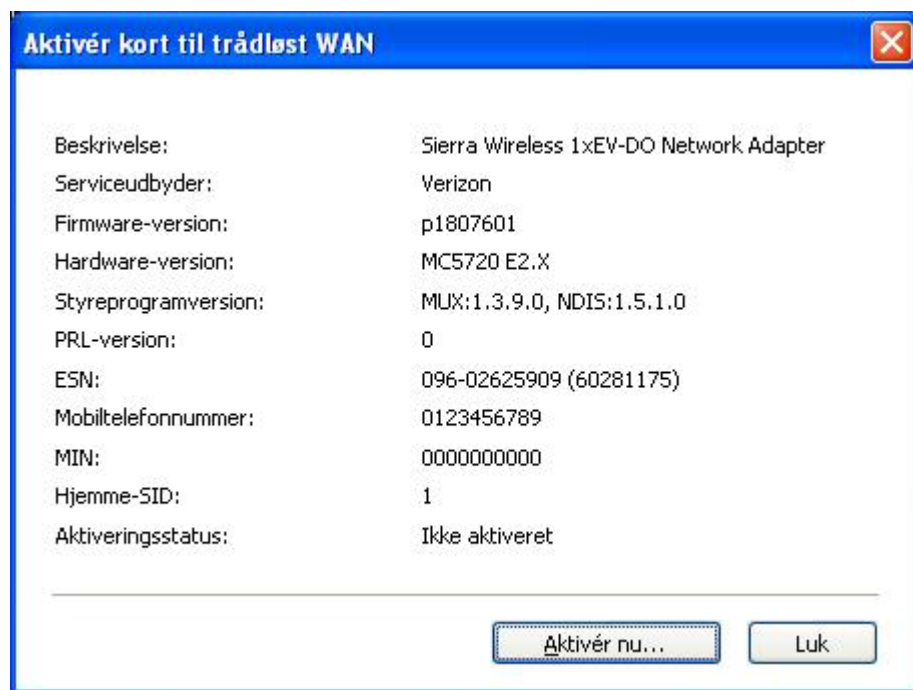 Aktivér kort til trådløst WAN
Beskrivelse: Sierra Wireless 1xEV-DO Network Adapter
Serviceudbyder: Verizon
Firmware-version: p1807601
Hardware-version: MC5720 E2.X
Styreprogramversion: MUX:1.3.9.0, NDIS:1.5.1.0
PRL-version: 0
ESN: 096-02625909 (60281175)
Mobiltelefonnummer: 0123456789
MIN: 0000000000
Hjemme-SID: 1
Aktiveringsstatus: Ikke aktiveret
Aktivér nu... Luk